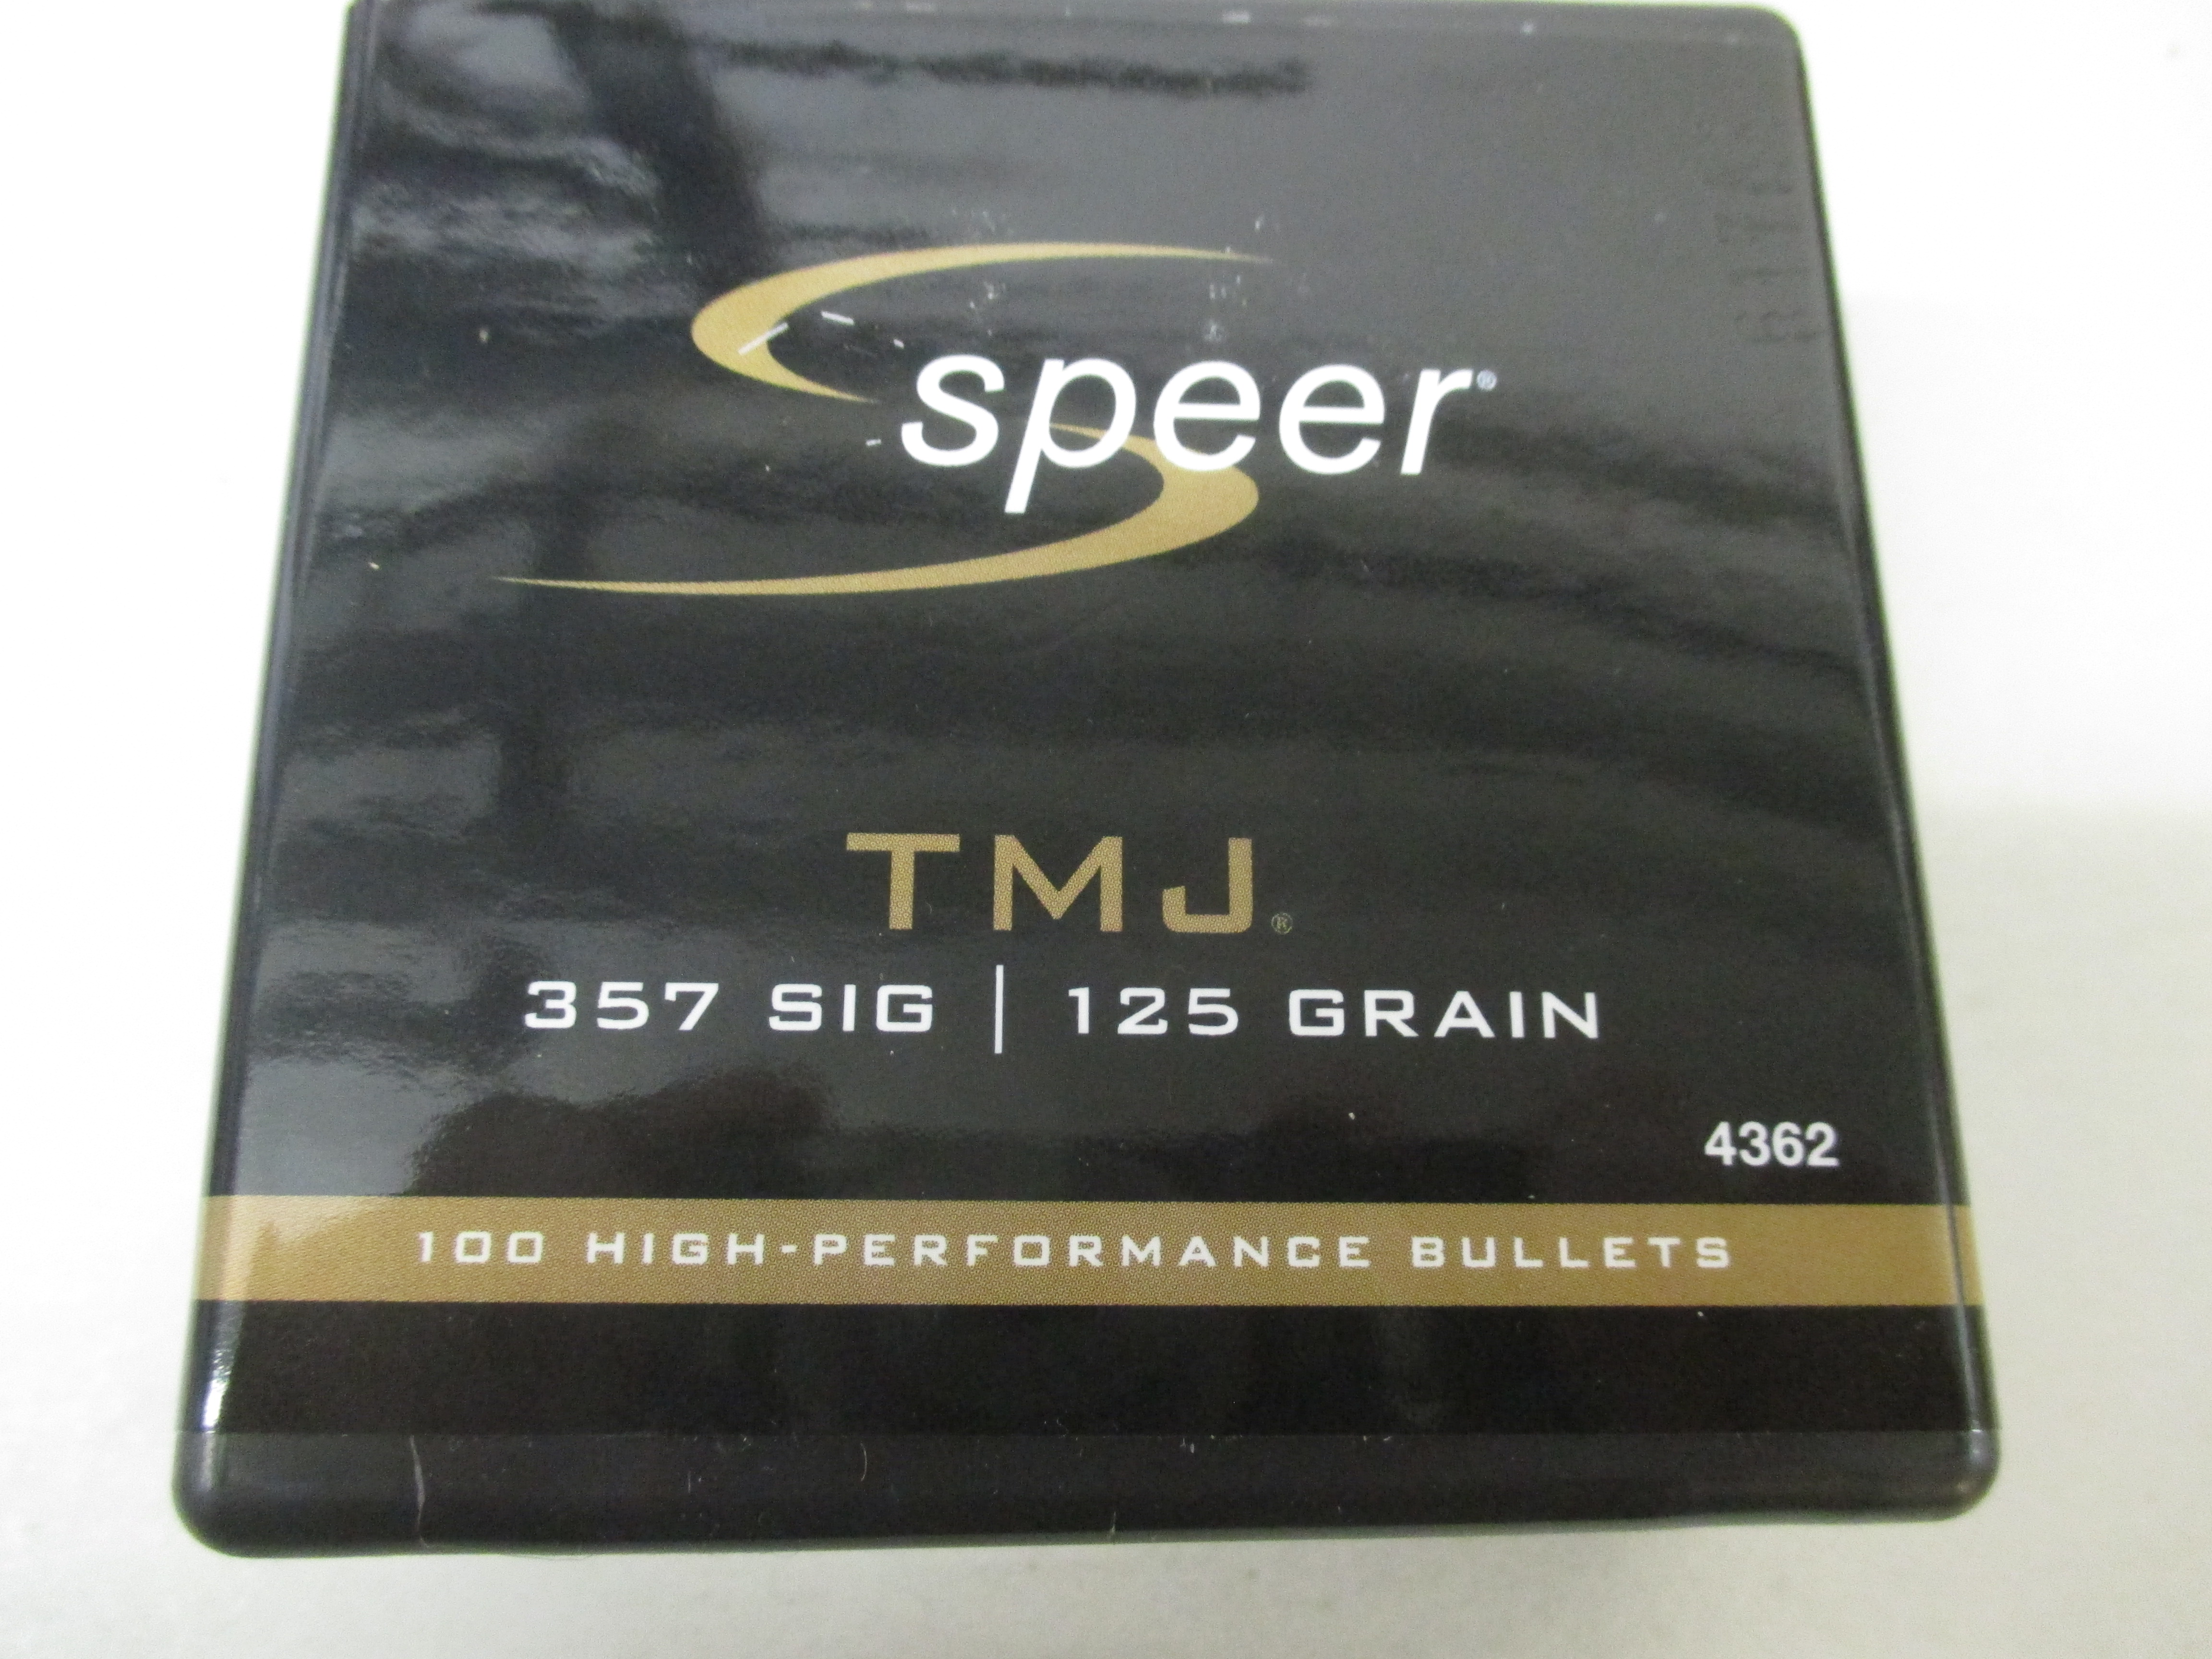 speer®
TMJ®
357 SIG | 125 GRAIN
4362
100 HIGH-PERFORMANCE BULLETS